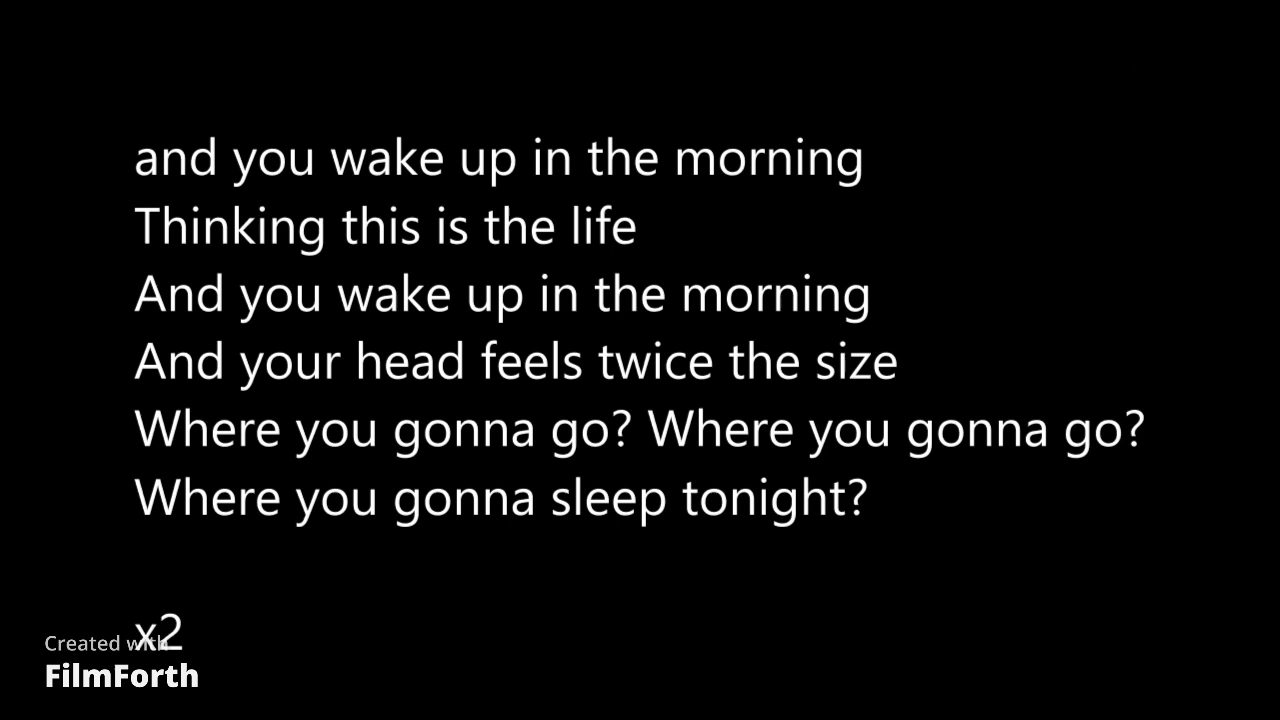 and you wake up in the morning
Thinking this is the life
And you wake up in the morning
And your head feels twice the size
Where you gonna go? Where you gonna go?
Where you gonna sleep tonight?
x2
Created with
FilmForth